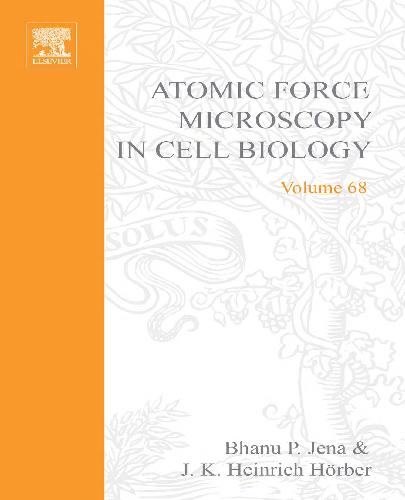 ELSEVIER
ATOMIC FORCE
MICROSCOPY
IN CELL BIOLOGY
Volume 68
SOLUS
Bhanu P. Jena &
J. K. Heinrich Hörber